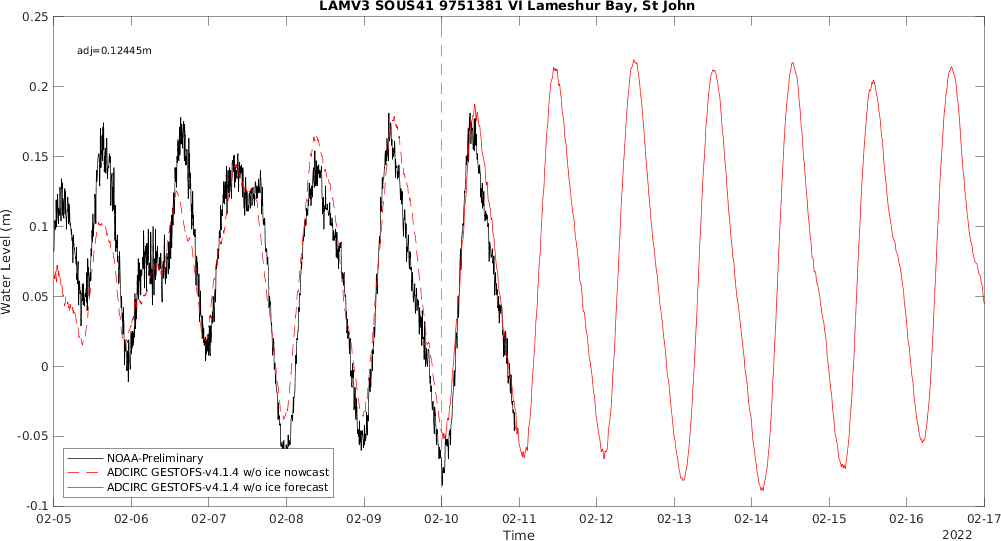 LAMV3 SOUS41 9751381 VI Lameshur Bay, St John
adj=0.12445m
0.25
0.2
0.15
0.1
0.05
0
-0.05
-0.1
Water Level (m)
NOAA-Preliminary
ADCIRC GESTOFS-v4.1.4 w/o ice nowcast
ADCIRC GESTOFS-v4.1.4 w/o ice forecast
02-05 02-06 02-07 02-08 02-09 02-10 02-11 02-12 02-13 02-14 02-15 02-16 02-17
Time
2022